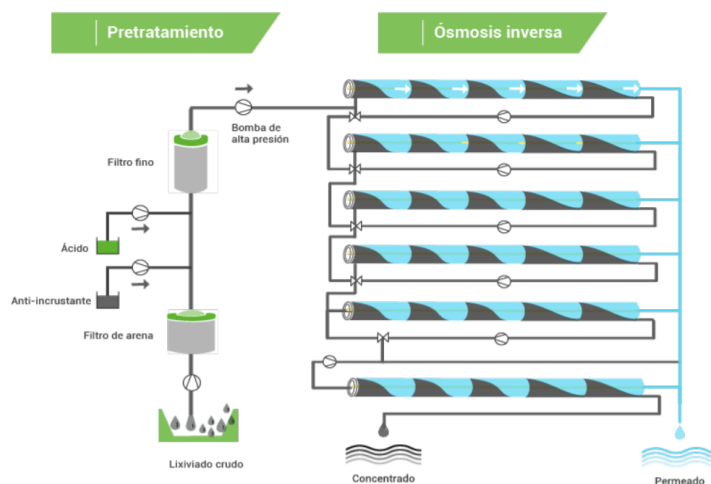 Pretratamiento
Ósmosis inversa
Bomba de
alta presión
Filtro fino
Ácido
Anti-incrustante
Filtro de arena
Lixiviado crudo
Concentrado
Permeado